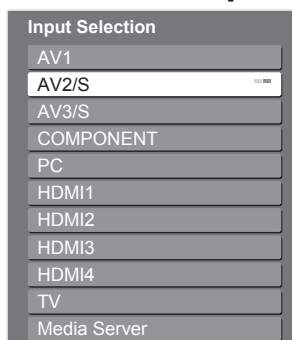 Input Selection
AV1
AV2/S
AV3/S
COMPONENT
PC
HDMI1
HDMI2
HDMI3
HDMI4
TV
Media Server